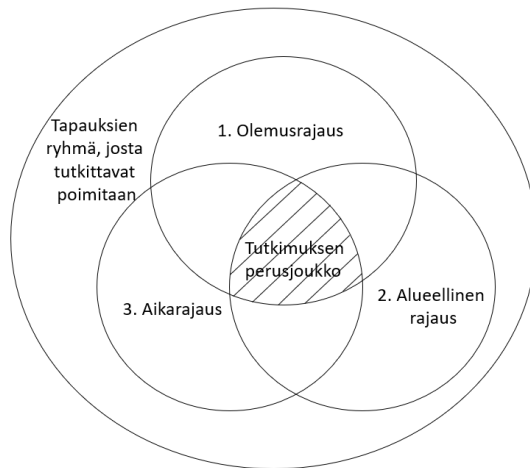 Tapauksien
ryhmä, josta
tutkittavat
poimitaan
1. Olemusrajaus
Tutkimuksen
perusjoukko
3. Aikarajaus
2. Alueellinen
rajaus